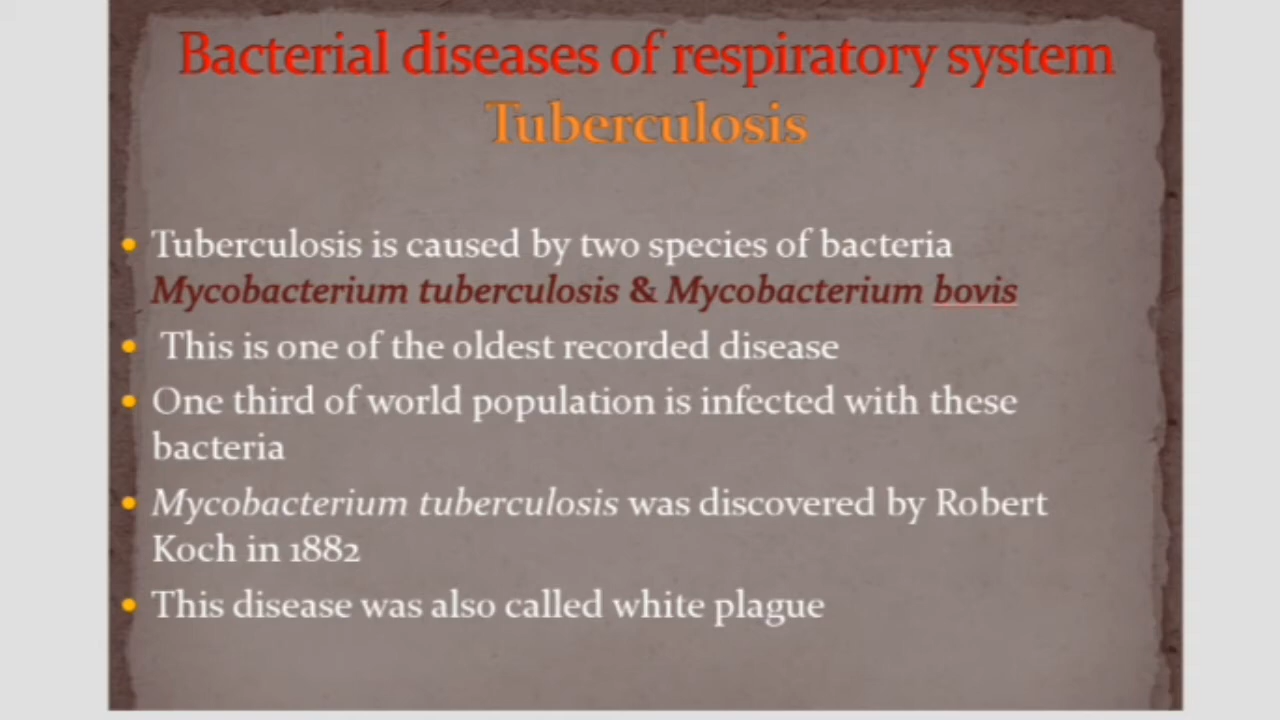 Bacterial diseases of respiratory system
Tuberculosis
• Tuberculosis is caused by two species of bacteria
Mycobacterium tuberculosis & Mycobacterium bovis
• This is one of the oldest recorded disease
• One third of world population is infected with these
bacteria
• Mycobacterium tuberculosis was discovered by Robert
Koch in 1882
• This disease was also called white plague